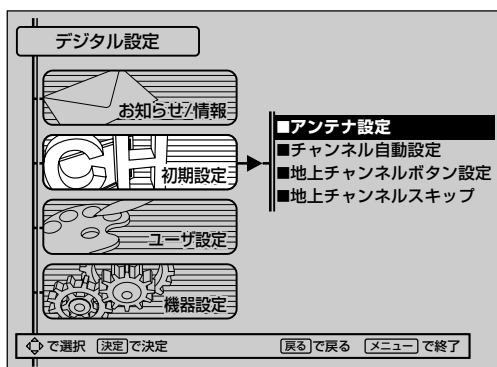 デジタル設定
お知らせ/情報
CH
初期設定
ユーザ設定
機器設定
■アンテナ設定
■チャンネル自動設定
■地上チャンネルボタン設定
■地上チャンネルスキップ
で選択 決定で決定 戻るで戻る メニューで終了